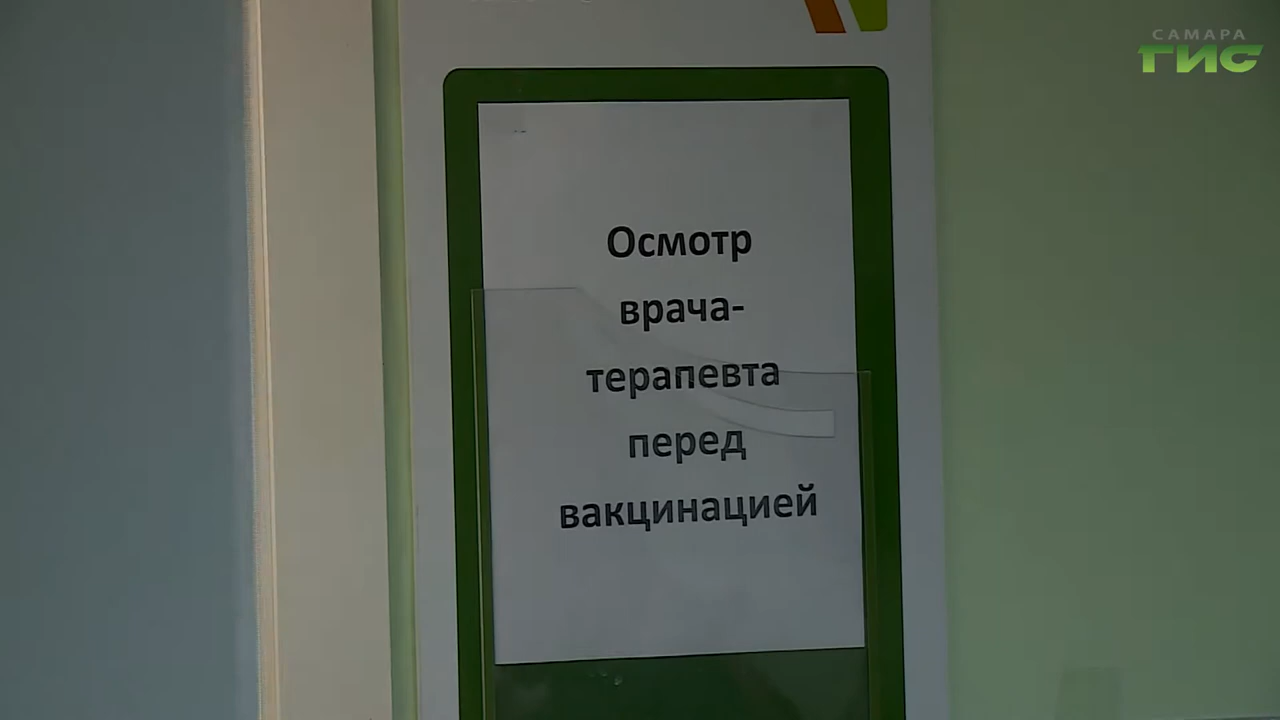 САМАРА
ГИС
Осмотр
врача-
терапевта
перед
вакцинацией